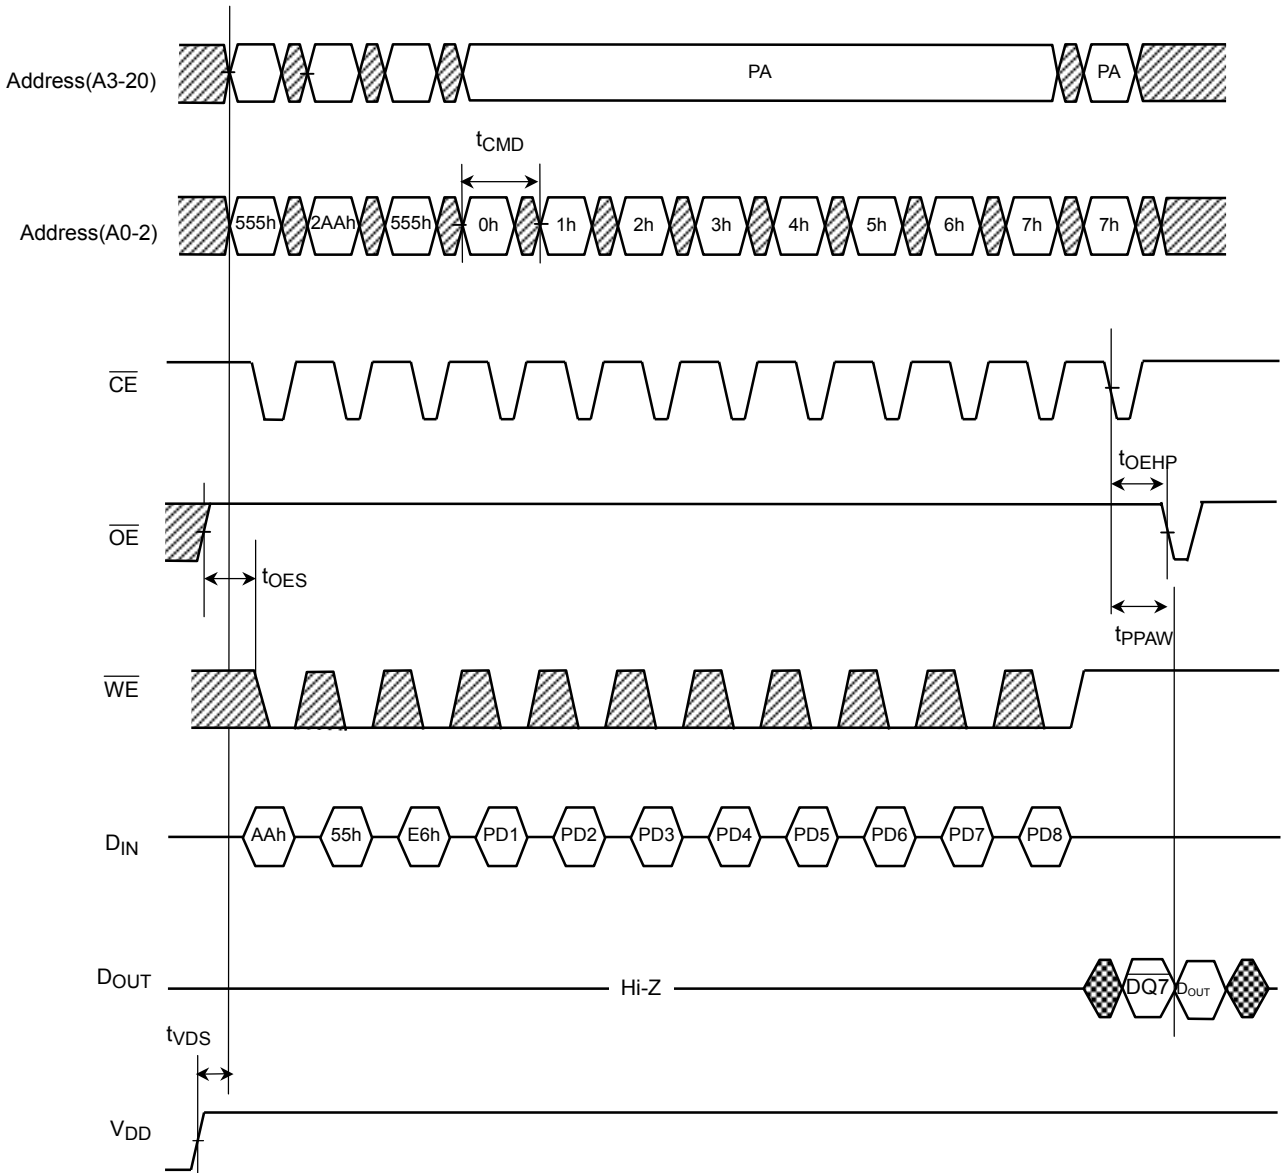 Address(A3-20) PA PA
tCMD
Address(A0-2) 555h 2AAh 555h 0h 1h 2h 3h 4h 5h 6h 7h 7h
CE
tOEHP
OE
tOES
tPPAW
WE
DIN AAh 55h E6h PD1 PD2 PD3 PD4 PD5 PD6 PD7 PD8
DOUT Hi-Z DQ7 DOUT
tVDS
VDD